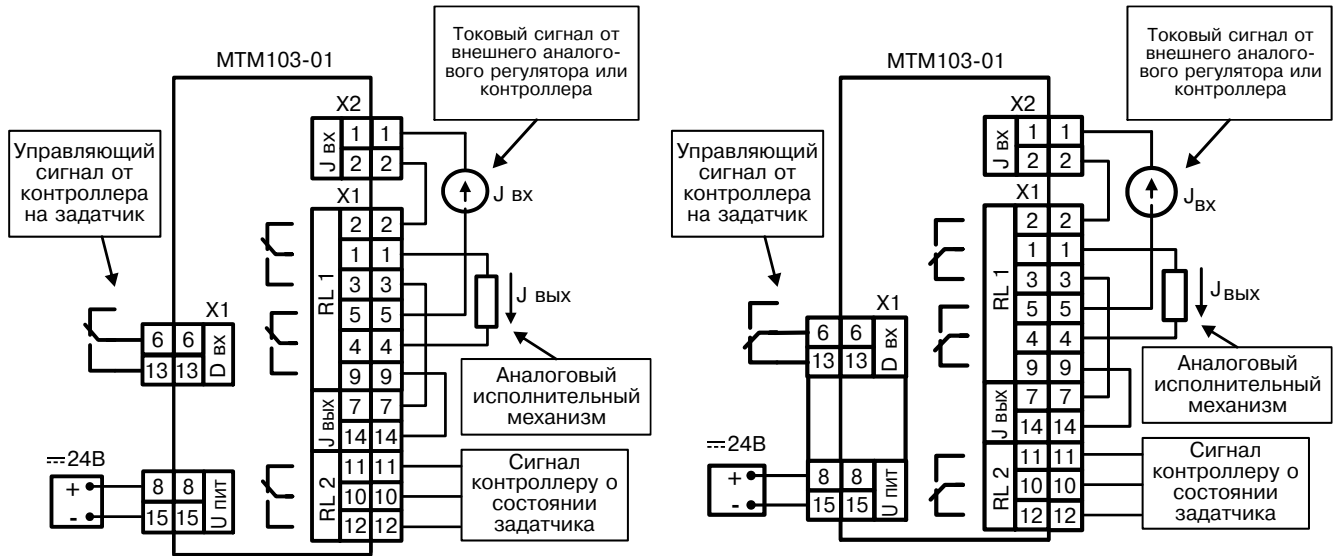 МТМ103-01
Токовый сигнал от
внешнего аналого-
вого регулятора или
контроллера
X2
J вх
1 1
2 2
Управляющий
сигнал от
контроллера
на задатчик
J вх
X1
RL 1
2 2
1 1
3 3
5 5
4 4
9 9
J вых
X1
6 6
13 13
D вх
Аналоговый
исполнительный
механизм
J вых
7 7
14 14
24В
+
-
8 8
15 15
U пит
RL 2
11 11
10 10
12 12
Сигнал
контроллеру о
состоянии
задатчика
МТМ103-01
Токовый сигнал от
внешнего аналого-
вого регулятора или
контроллера
X2
J вх
1 1
2 2
Управляющий
сигнал от
контроллера
на задатчик
Jвх
X1
RL 1
2 2
1 1
3 3
5 5
4 4
9 9
Jвых
X1
6 6
13 13
D вх
Аналоговый
исполнительный
механизм
J вых
7 7
14 14
24В
+
-
8 8
15 15
U пит
RL 2
11 11
10 10
12 12
Сигнал
контроллеру о
состоянии
задатчика